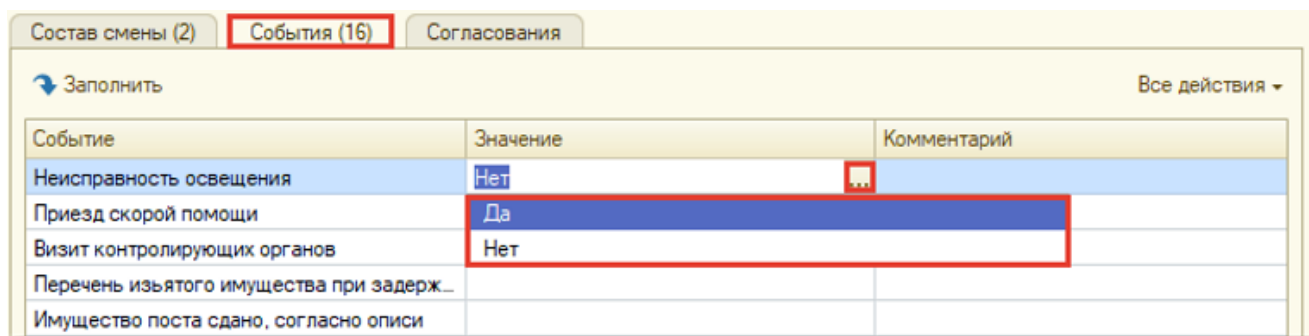 Состав смены (2) События (16) Согласования
Заполнить Все действия
Событие Значение Комментарий
Неисправность освещения Нет ...
Приезд скорой помощи Да
Визит контролирующих органов Нет
Перечень изьятого имущества при задерж...
Имущество поста сдано, согласно описи